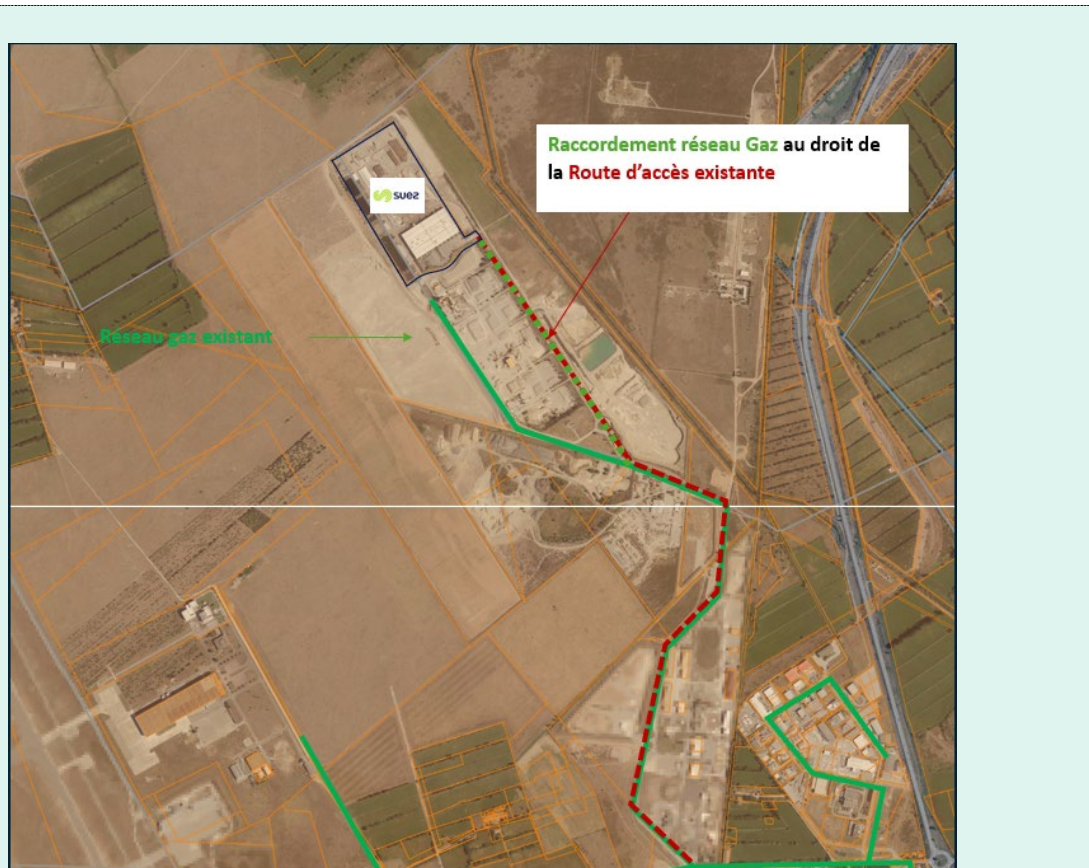 Raccordement réseau Gaz au droit de
la Route d'accès existante
suez
Réseau gaz existant